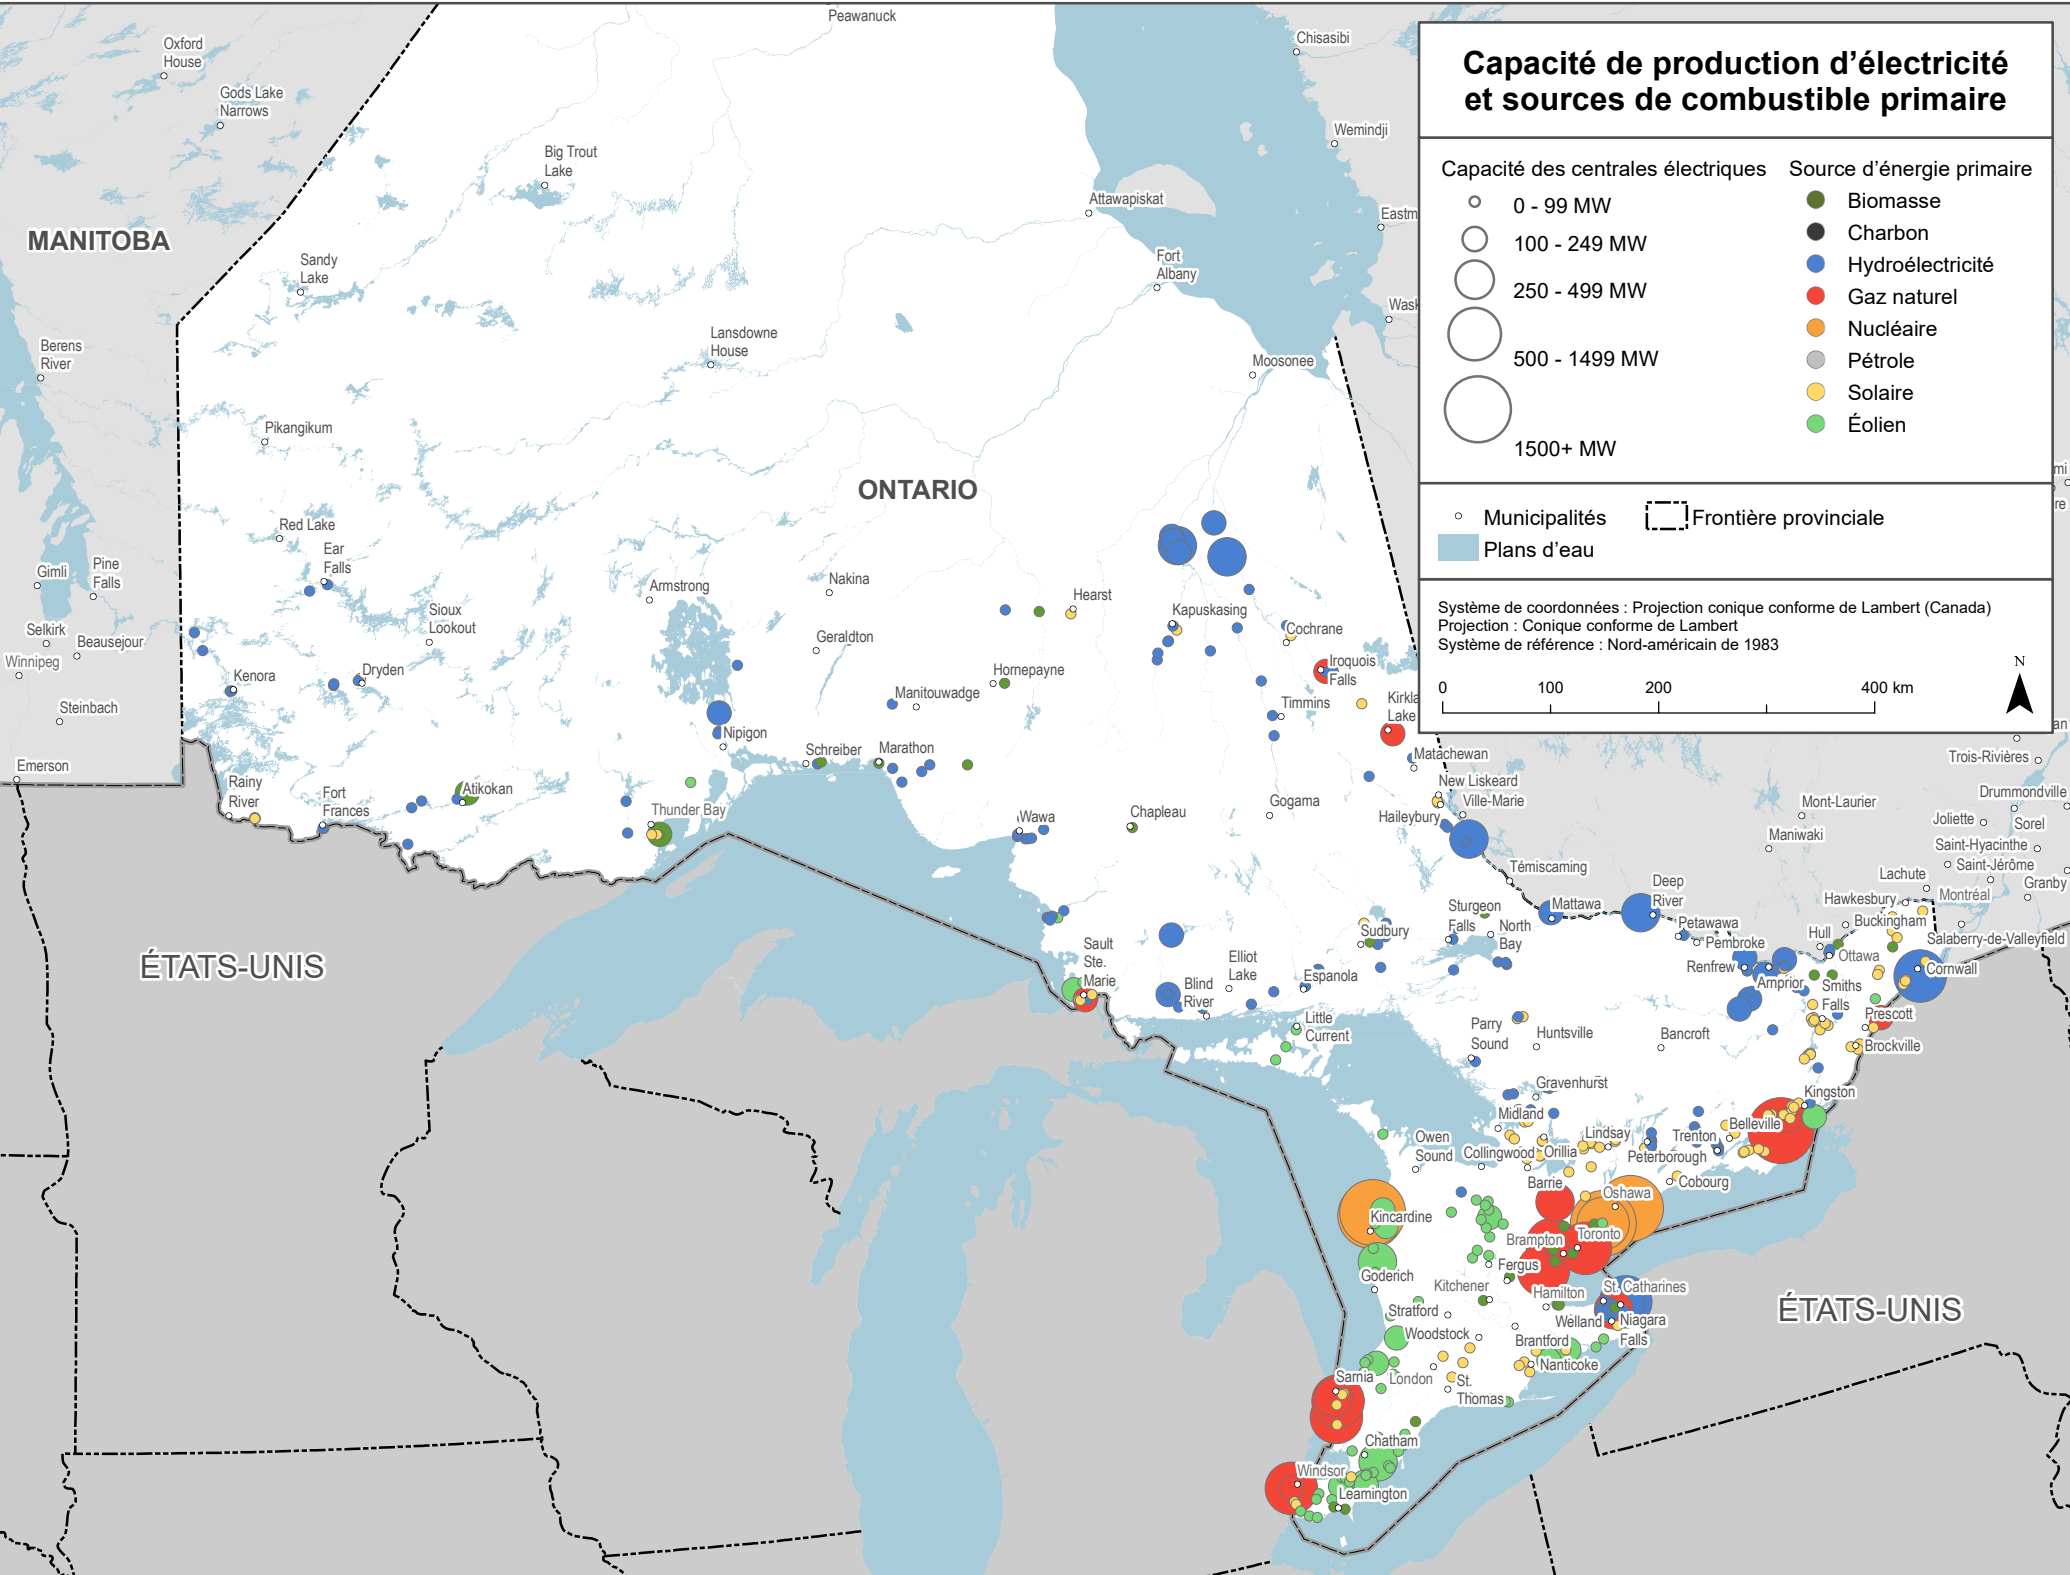 Capacité de production d'électricité
et sources de combustible primaire
Capacité des centrales électriques
0 - 99 MW
100 - 249 MW
250 - 499 MW
500 - 1499 MW
1500+ MW
Source d'énergie primaire
Biomasse
Charbon
Hydroélectricité
Gaz naturel
Nucléaire
Pétrole
Solaire
Éolien
Municipalités
Frontière provinciale
Plans d'eau
Système de coordonnées : Projection conique conforme de Lambert (Canada)
Projection : Conique conforme de Lambert
Système de référence : Nord-américain de 1983
N
0
100
200
400 km
Peawanuck
Oxford
House
Gods Lake
Narrows
Chisasibi
Wemindji
Big Trout
Lake
Attawapiskat
Eastm
MANITOBA
Sandy
Lake
Fort
Albany
Wask
Lansdowne
House
Berens
River
Moosonee
Pikangikum
ONTARIO
Red Lake
Ear
Falls
Pine
Falls
Gimli
Armstrong
Nakina
Hearst
Kapuskasing
Sioux
Lookout
Selkirk
Beausejour
Geraldton
Cochrane
Winnipeg
Kenora
Dryden
Hornepayne
Iroquois
Falls
Manitouwadge
Timmins
Kirkla
Lake
Steinbach
Nipigon
Schreiber
Marathon
Matachewan
Trois-Rivières
Emerson
Rainy
River
Fort
Frances
Atikokan
Thunder Bay
New Liskeard
Ville-Marie
Haileybury
Wawa
Chapleau
Gogama
Mont-Laurier
Maniwaki
Drummondville
Joliette
Sorel
Saint-Hyacinthe
Saint-Jérôme
Granby
Lachute
Montréal
Témiscaming
Deep
River
Mattawa
Petawawa
Pembroke
Renfrew
Arnprior
Hawkesbury
Buckingham
Hull
Ottawa
Salaberry-de-Valleyfield
Cornwall
Sturgeon
Falls
North
Bay
Sudbury
ÉTATS-UNIS
Sault
Ste.
Marie
Elliot
Lake
Blind
River
Espanola
Smiths
Falls
Prescott
Brockville
Little
Current
Parry
Sound
Huntsville
Bancroft
Gravenhurst
Kingston
Midland
Belleville
Trenton
Lindsay
Peterborough
Owen
Sound
Collingwood
Orillia
Cobourg
Barrie
Oshawa
Kincardine
Brampton
Toronto
Fergus
Goderich
Kitchener
Hamilton
St. Catharines
Stratford
Woodstock
Welland
Niagara
Falls
Brantford
Nanticoke
ÉTATS-UNIS
Sarnia
London
St.
Thomas
Chatham
Windsor
Leamington